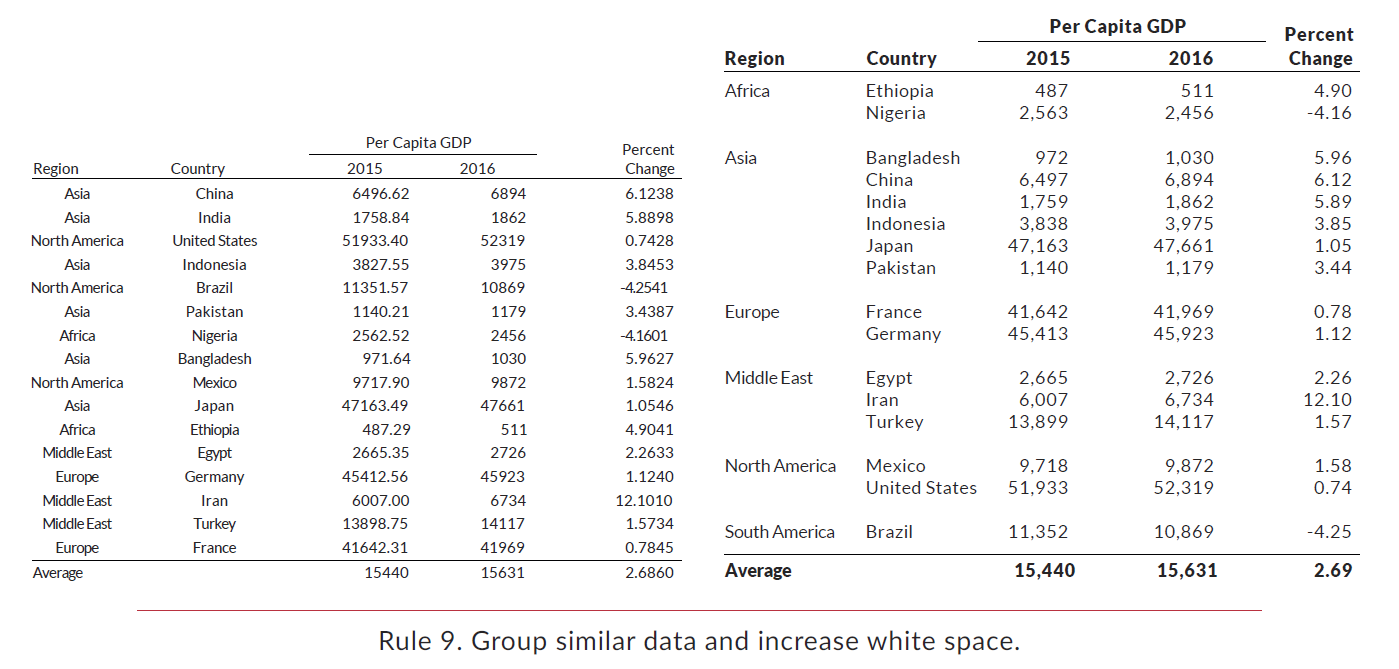 Per Capita GDP Percent
Region Country 2015 2016 Change
Asia China 6496.62 6894 6.1238
Asia India 1758.84 1862 5.8898
North America United States 51933.40 52319 0.7428
Asia Indonesia 3827.55 3975 3.8453
North America Brazil 11351.57 10869 -4.2541
Asia Pakistan 1140.21 1179 3.4387
Africa Nigeria 2562.52 2456 -4.1601
Asia Bangladesh 971.64 1030 5.9627
North America Mexico 9717.90 9872 1.5824
Asia Japan 47163.49 47661 1.0546
Africa Ethiopia 487.29 511 4.9041
Middle East Egypt 2665.35 2726 2.2633
Europe Germany 45412.56 45923 1.1240
Middle East Iran 6007.00 6734 12.1010
Middle East Turkey 13898.75 14117 1.5734
Europe France 41642.31 41969 0.7845
Average 15440 15631 2.6860
Per Capita GDP Percent
Region Country 2015 2016 Change
Africa Ethiopia 487 511 4.90
Nigeria 2,563 2,456 -4.16
Asia Bangladesh 972 1,030 5.96
China 6,497 6,894 6.12
India 1,759 1,862 5.89
Indonesia 3,838 3,975 3.85
Japan 47,163 47,661 1.05
Pakistan 1,140 1,179 3.44
Europe France 41,642 41,969 0.78
Germany 45,413 45,923 1.12
Middle East Egypt 2,665 2,726 2.26
Iran 6,007 6,734 12.10
Turkey 13,899 14,117 1.57
North America Mexico 9,718 9,872 1.58
United States 51,933 52,319 0.74
South America Brazil 11,352 10,869 -4.25
Average 15,440 15,631 2.69
Rule 9. Group similar data and increase white space.